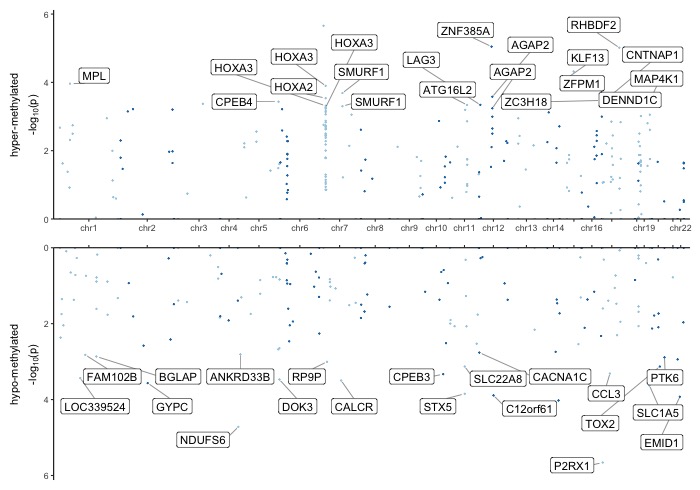 6
4
2
0
hyper-methylated
-log10(p)
MPL
HOXA3
CPEB4
HOXA3
HOXA2
HOXA3
SMURF1
SMURF1
LAG3
ATG16L2
ZNF385A
AGAP2
AGAP2
ZC3H18
RHBDF2
KLF13
ZFPM1
CNTNAP1
MAP4K1
DENND1C
chr1 chr2 chr3 chr4 chr5 chr6 chr7 chr8 chr9 chr10 chr11 chr12 chr13 chr14 chr16 chr17 chr19 chr22
0
2
4
6
hypo-methylated
-log10(p)
FAM102B
BGLAP
ANKRD33B
RP9P
CPEB3
SLC22A8
CACNA1C
PTK6
CCL3
LOC339524
GYPC
DOK3
CALCR
STX5
C12orf61
SLC1A5
TOX2
NDUFS6
EMID1
P2RX1